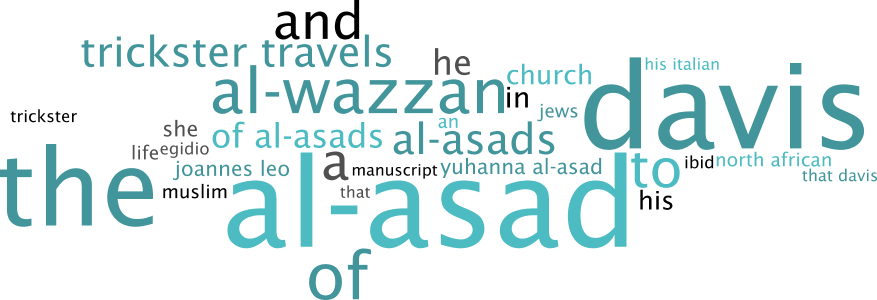 and
trickster travels
he
his italian
church
al-wazzan
in
davis
trickster
an
jews
she
of al-asads
al-asads
life
egidio
the
joannes leo
a
manuscript
yuhanna al-asad
to
ibid
north african
that davis
muslim
al-asad
that
his
of